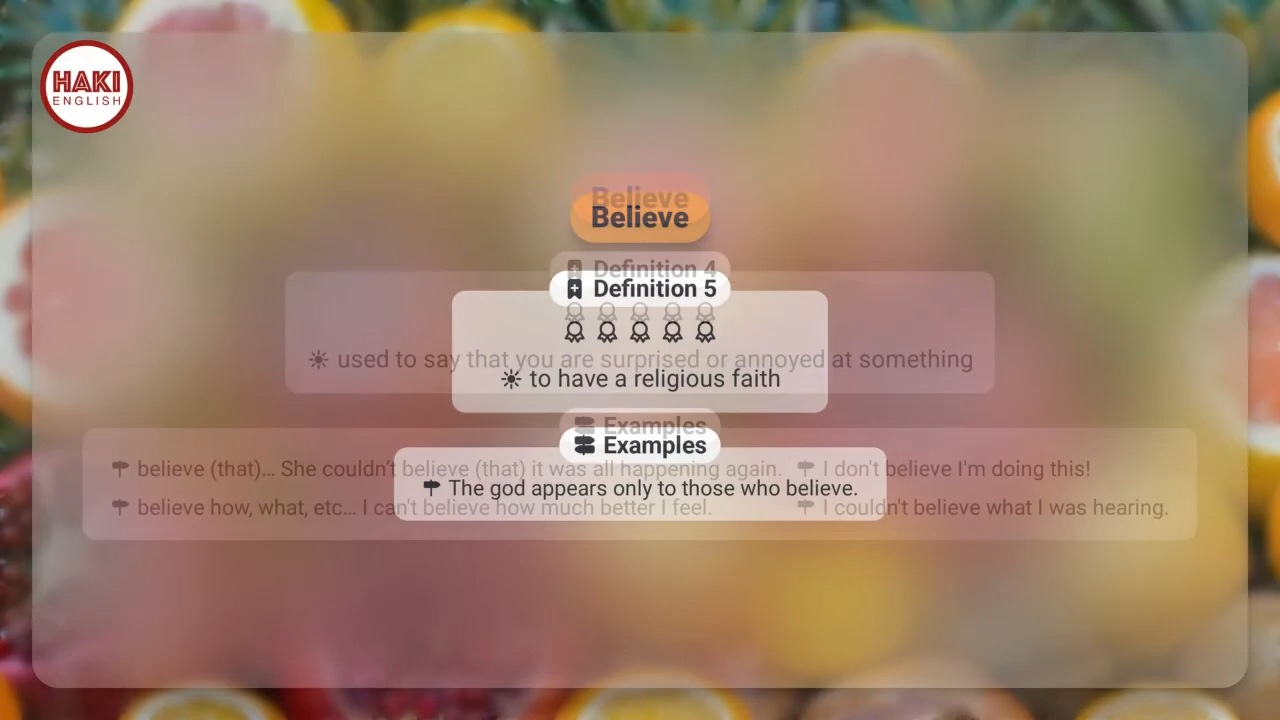 HAKI
ENGLISH
Believe
Believe
Definition 4
Definition 5
used to say that you are surprised or annoyed at something
to have a religious faith
Examples
Examples
believe (that)... She couldn't believe (that) it was all happening again. I don't believe I'm doing this!
The god appears only to those who believe.
believe how, what, etc... I can't believe how much better I feel. I couldn't believe what I was hearing.